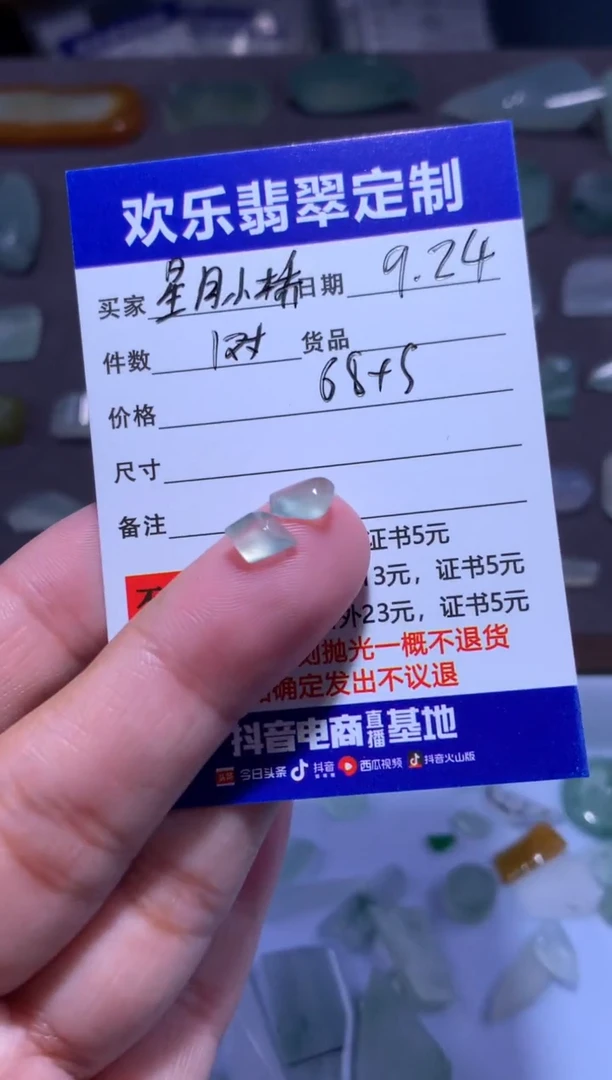 欢乐翡翠定制
买家 星月小栋 日期 9.24
件数 1对 货品
68+5
价格
尺寸
备注
证书5元
13元，证书5元
外23元，证书5元
刻抛光一概不退货
确定发出不议退
抖音电商直播基地
今日头条 抖音 西瓜视频 抖音火山版